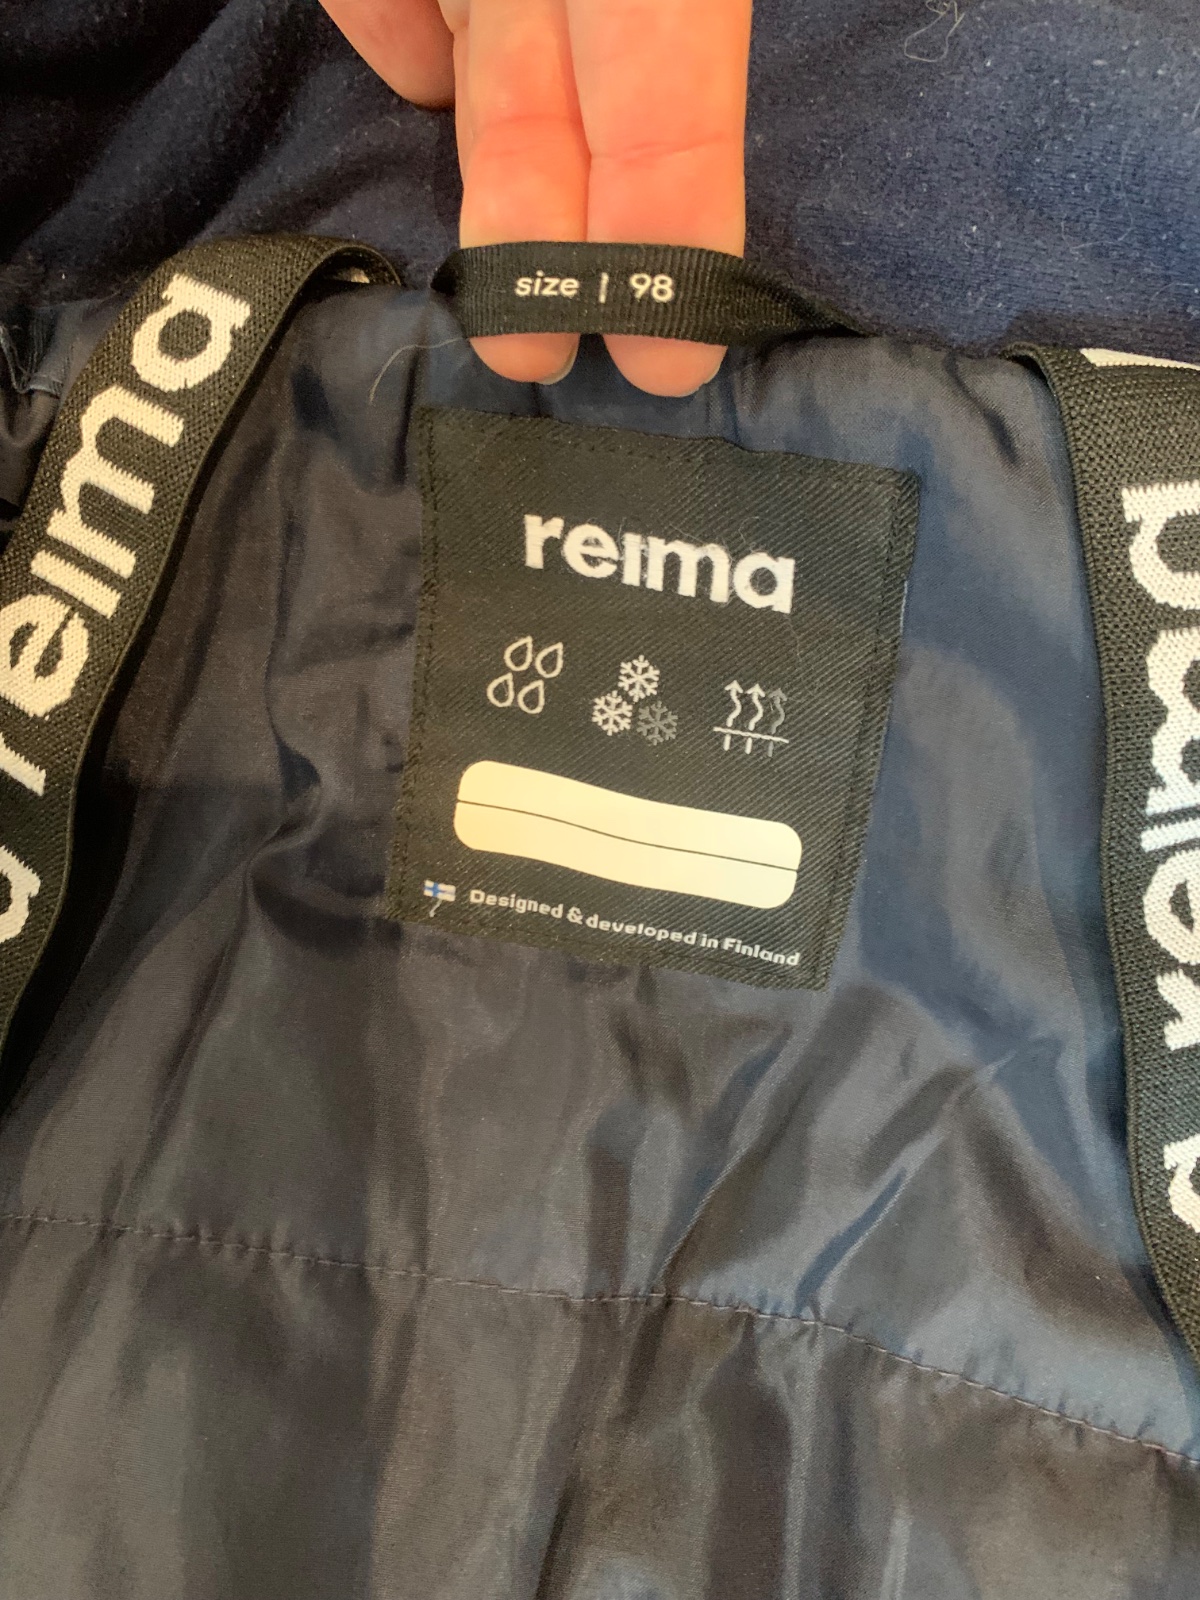 size | 98
reima
Designed & developed in Finland
reima
reima